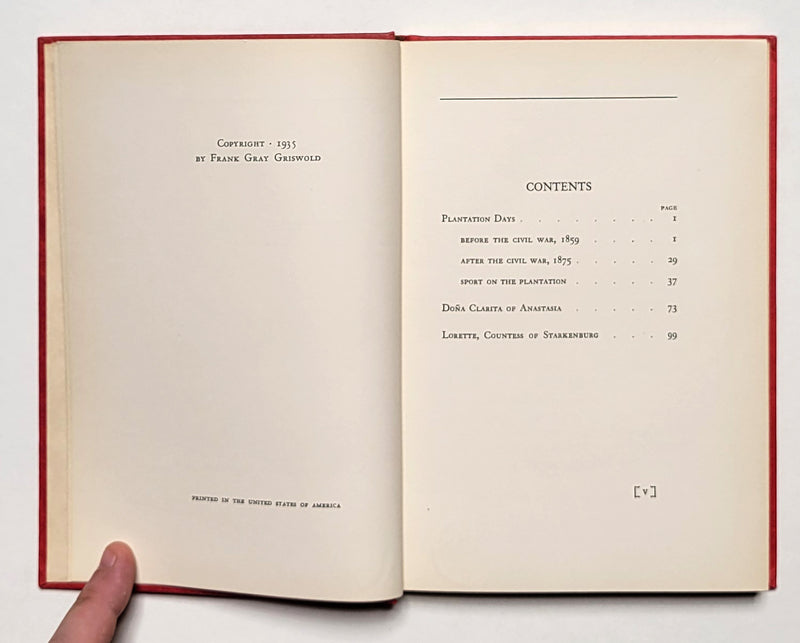 Copyright · 1935
by Frank Gray Griswold
PRINTED IN THE UNITED STATES OF AMERICA
CONTENTS
PAGE
Plantation Days . . . . . . . . 1
BEFORE THE CIVIL WAR, 1859 . . . . 1
AFTER THE CIVIL WAR, 1875 . . . . . 29
SPORT ON THE PLANTATION . . . . . 37
Doña Clarita of Anastasia . . . . . 73
Lorette, Countess of Starkenburg . . . 99
[v]